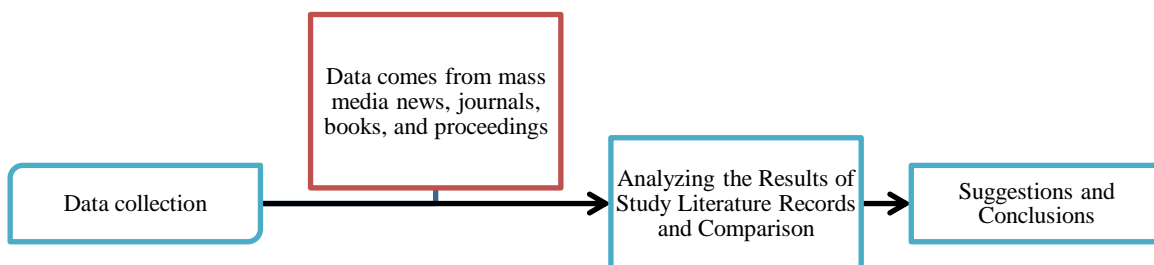 Data collection
Data comes from mass
media news, journals,
books, and proceedings
Analyzing the Results of
Study Literature Records
and Comparison
Suggestions and
Conclusions